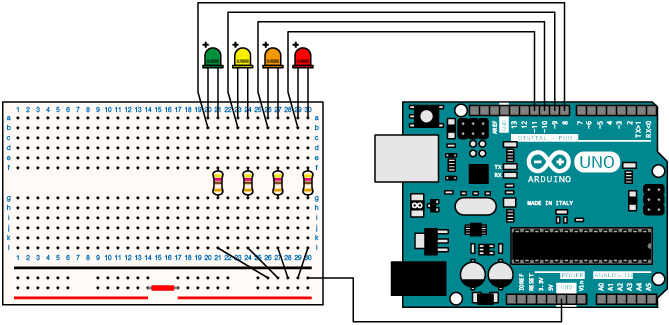 + + + +
1 2 3 4 5 6 7 8 9 10 11 12 13 14 15 16 17 18 19 20 21 22 23 24 25 26 27 28 29 30
a
b
c
d
e
f
g
h
i
j
k
l
1 2 3 4 5 6 7 8 9 10 11 12 13 14 15 16 17 18 19 20 21 22 23 24 25 26 27 28 29 30
AREF
GND
13
12
~11
~10
~9
8
7
~6
~5
4
~3
2
TX→1
RX←0
DIGITAL - PWM
TX
RX
UNO
ARDUINO
MADE IN ITALY
POWER
ANALOG IN
IOREF
RESET
3.3V
5V
GND
Vin
A0
A1
A2
A3
A4
A5